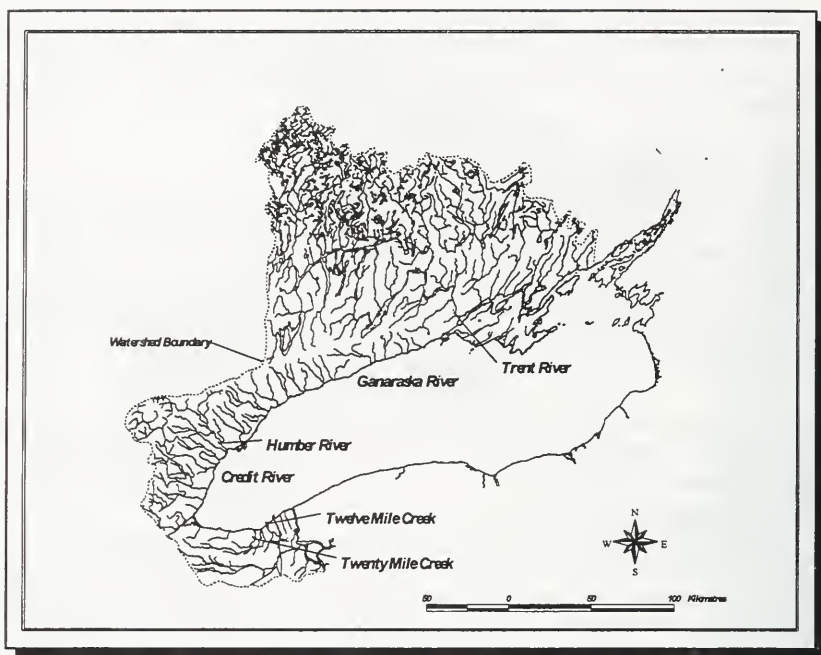 Watershed Boundary
Trent River
Ganaraska River
Humber River
Credit River
Twelve Mile Creek
Twenty Mile Creek
N
W E
S
50 0 50 100 Kilometres